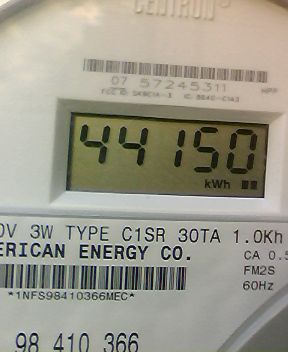 CENTRON®
07 57245311
44150
kWh
0V 3W TYPE C1SR 30TA 1.0Kh
ERICAN ENERGY CO. CA 0.5
FM2S
*1NFS98410366MEC* 60Hz
98 410 366